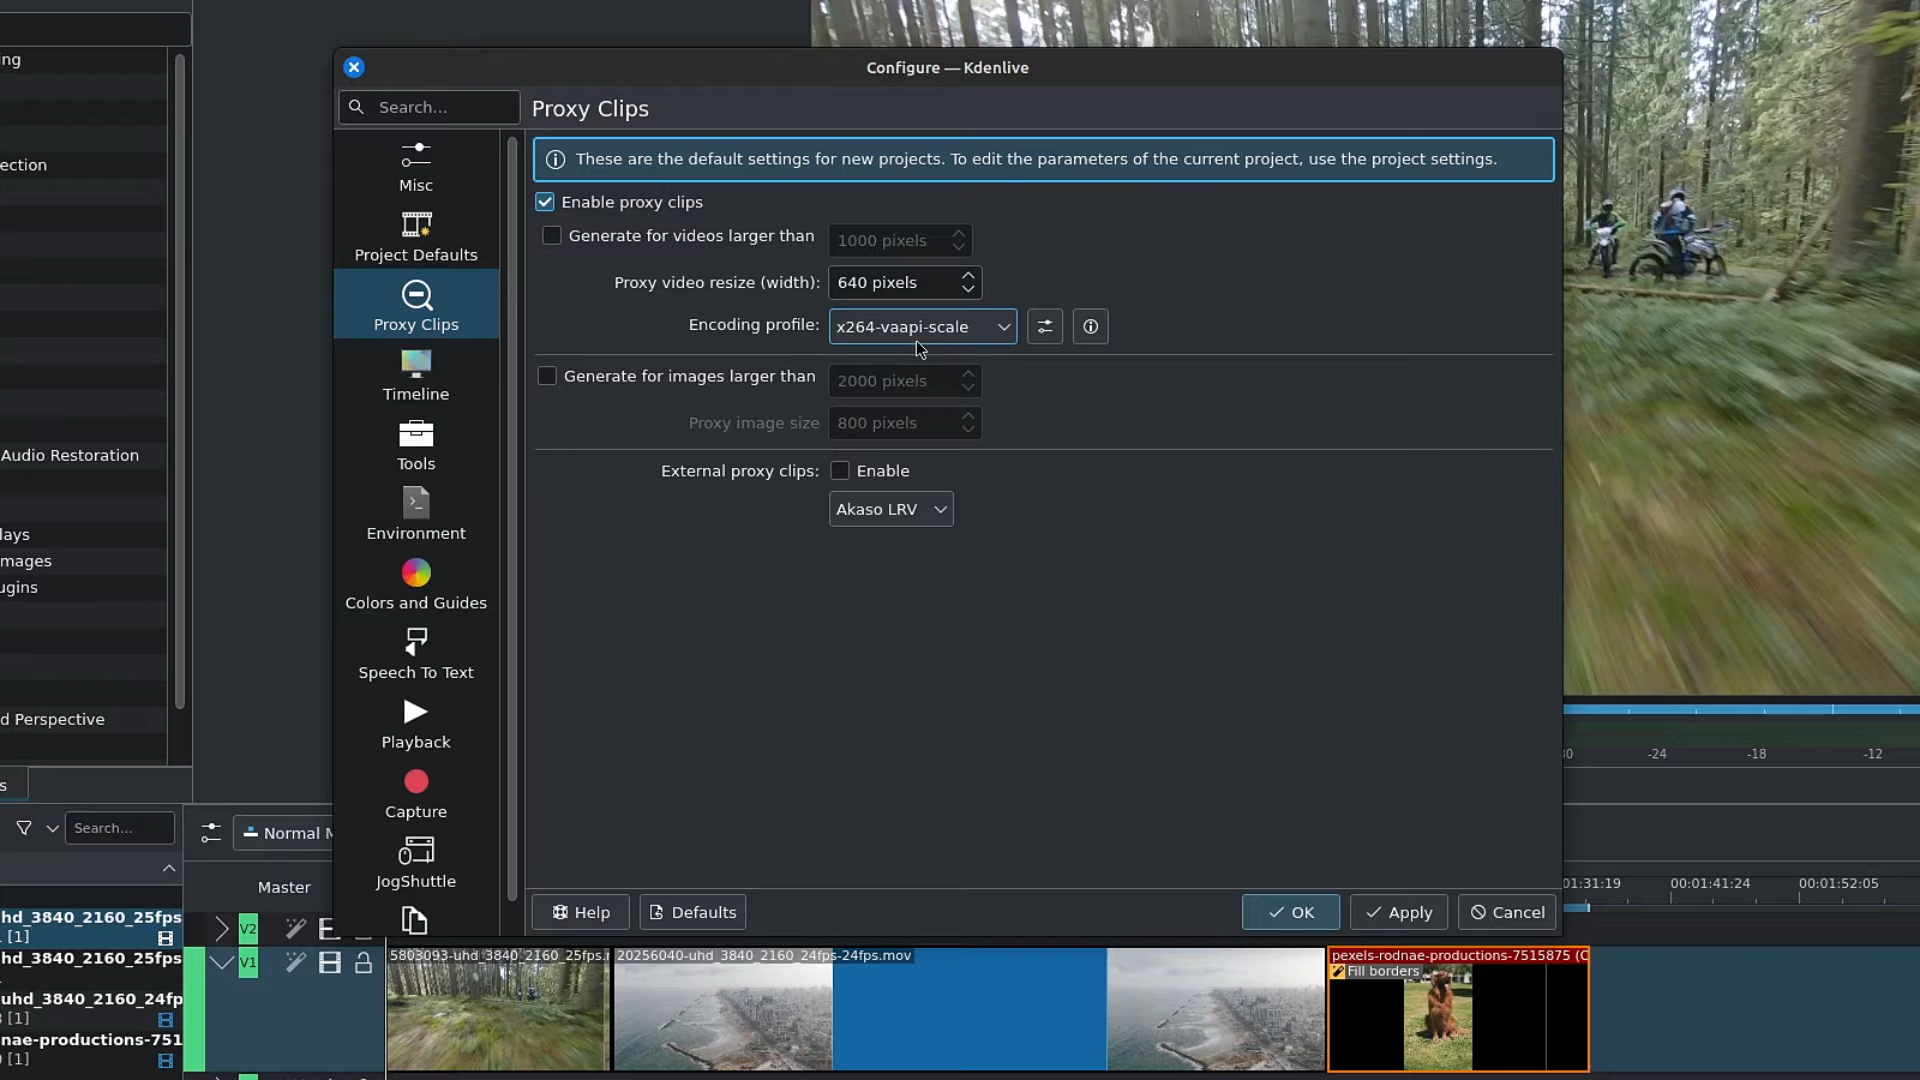 Configure — Kdenlive
Search...
Proxy Clips
These are the default settings for new projects. To edit the parameters of the current project, use the project settings.
Misc
Project Defaults
Proxy Clips
Timeline
Tools
Environment
Colors and Guides
Speech To Text
Playback
Capture
JogShuttle
Enable proxy clips
Generate for videos larger than 1000 pixels
Proxy video resize (width): 640 pixels
Encoding profile: x264-vaapi-scale
Generate for images larger than 2000 pixels
Proxy image size 800 pixels
External proxy clips: Enable
Akaso LRV
Help Defaults OK Apply Cancel
ing
ection
Audio Restoration
lays
mages
ugins
d Perspective
s
-24 -18 -12
Search...
Normal M
Master
01:31:19 00:01:41:24 00:01:52:05
hd_3840_2160_25fps
[1]
hd_3840_2160_25fps
uhd_3840_2160_24fp
[1]
nae-productions-751
[1]
V2
V1
5803093-uhd_3840_2160_25fps.r
20256040-uhd_3840_2160_24fps-24fps.mov
pexels-rodnae-productions-7515875 (C
Fill borders